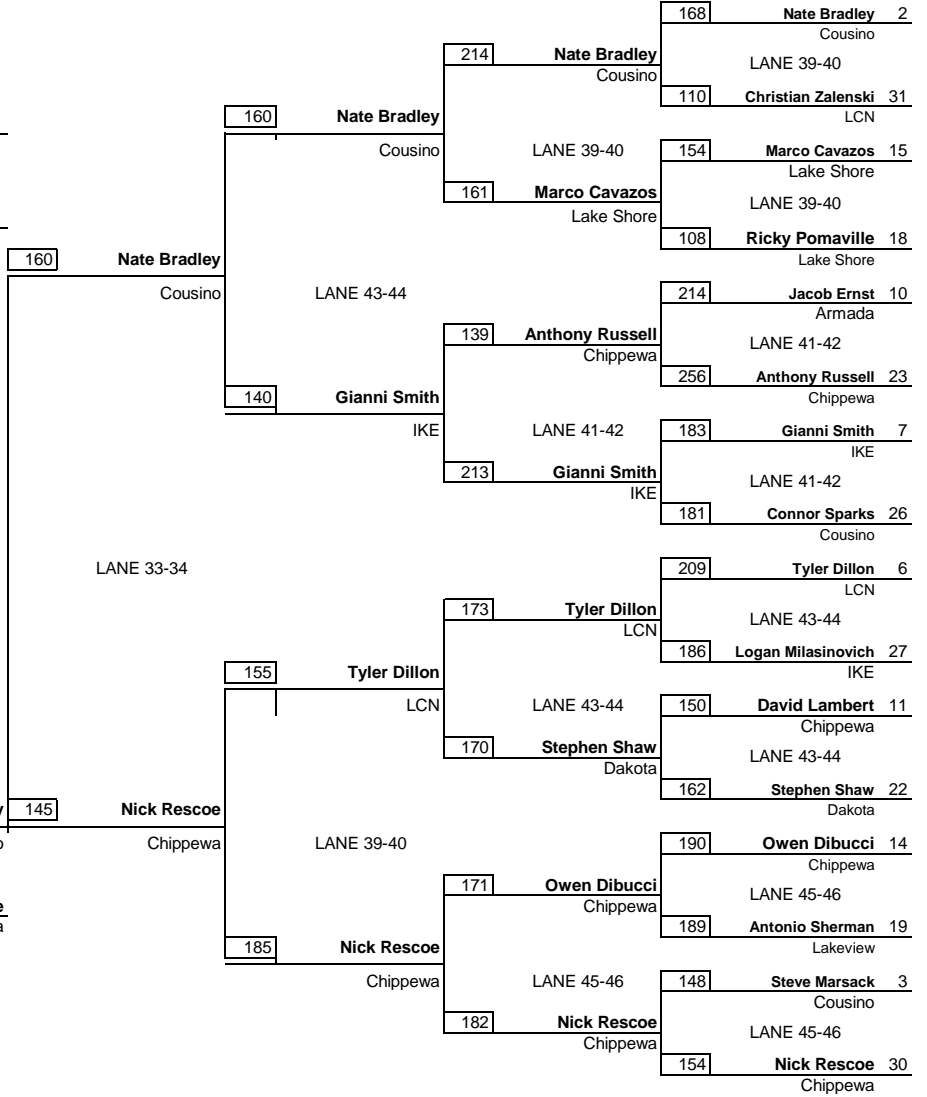 168 Nate Bradley 2
Cousino
214 Nate Bradley
Cousino
LANE 39-40
110 Christian Zalenski 31
LCN
160 Nate Bradley
Cousino
LANE 39-40
154 Marco Cavazos 15
Lake Shore
161 Marco Cavazos
Lake Shore
LANE 39-40
108 Ricky Pomaville 18
Lake Shore
160 Nate Bradley
Cousino
LANE 43-44
214 Jacob Ernst 10
Armada
139 Anthony Russell
Chippewa
LANE 41-42
256 Anthony Russell 23
Chippewa
140 Gianni Smith
IKE
LANE 41-42
183 Gianni Smith 7
IKE
213 Gianni Smith
IKE
LANE 41-42
181 Connor Sparks 26
Cousino
LANE 33-34
209 Tyler Dillon 6
LCN
173 Tyler Dillon
LCN
LANE 43-44
186 Logan Milasinovich 27
IKE
155 Tyler Dillon
LCN
LANE 43-44
150 David Lambert 11
Chippewa
170 Stephen Shaw
Dakota
LANE 43-44
162 Stephen Shaw 22
Dakota
y 145 Nick Rescoe
o Chippewa
LANE 39-40
190 Owen Dibucci 14
Chippewa
171 Owen Dibucci
Chippewa
LANE 45-46
e
a
189 Antonio Sherman 19
Lakeview
185 Nick Rescoe
Chippewa
LANE 45-46
148 Steve Marsack 3
Cousino
182 Nick Rescoe
Chippewa
LANE 45-46
154 Nick Rescoe 30
Chippewa